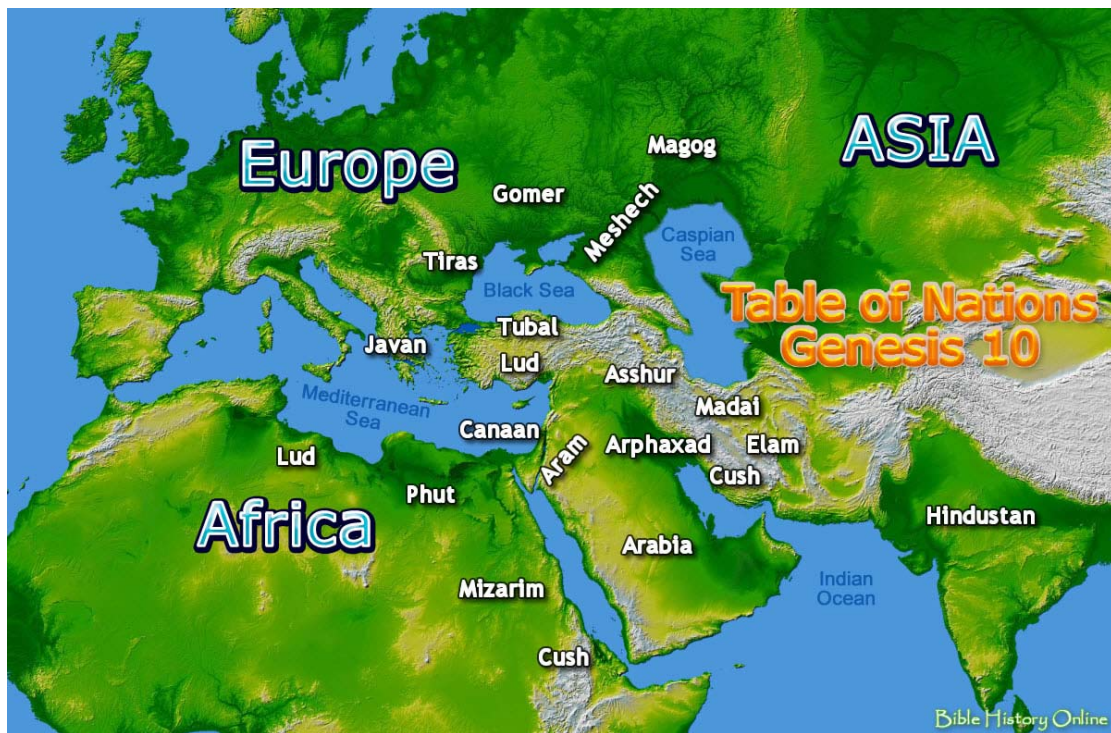 ASIA
Magog
Europe
Gomer
Meshech
Caspian
Sea
Tiras
Black Sea
Table of Nations
Genesis 10
Tubal
Javan
Lud
Asshur
Mediterranean
Sea
Madai
Canaan
Aram
Arphaxad
Elam
Lud
Cush
Phut
Africa
Hindustan
Arabia
Mizarim
Indian
Ocean
Cush
Bible History Online